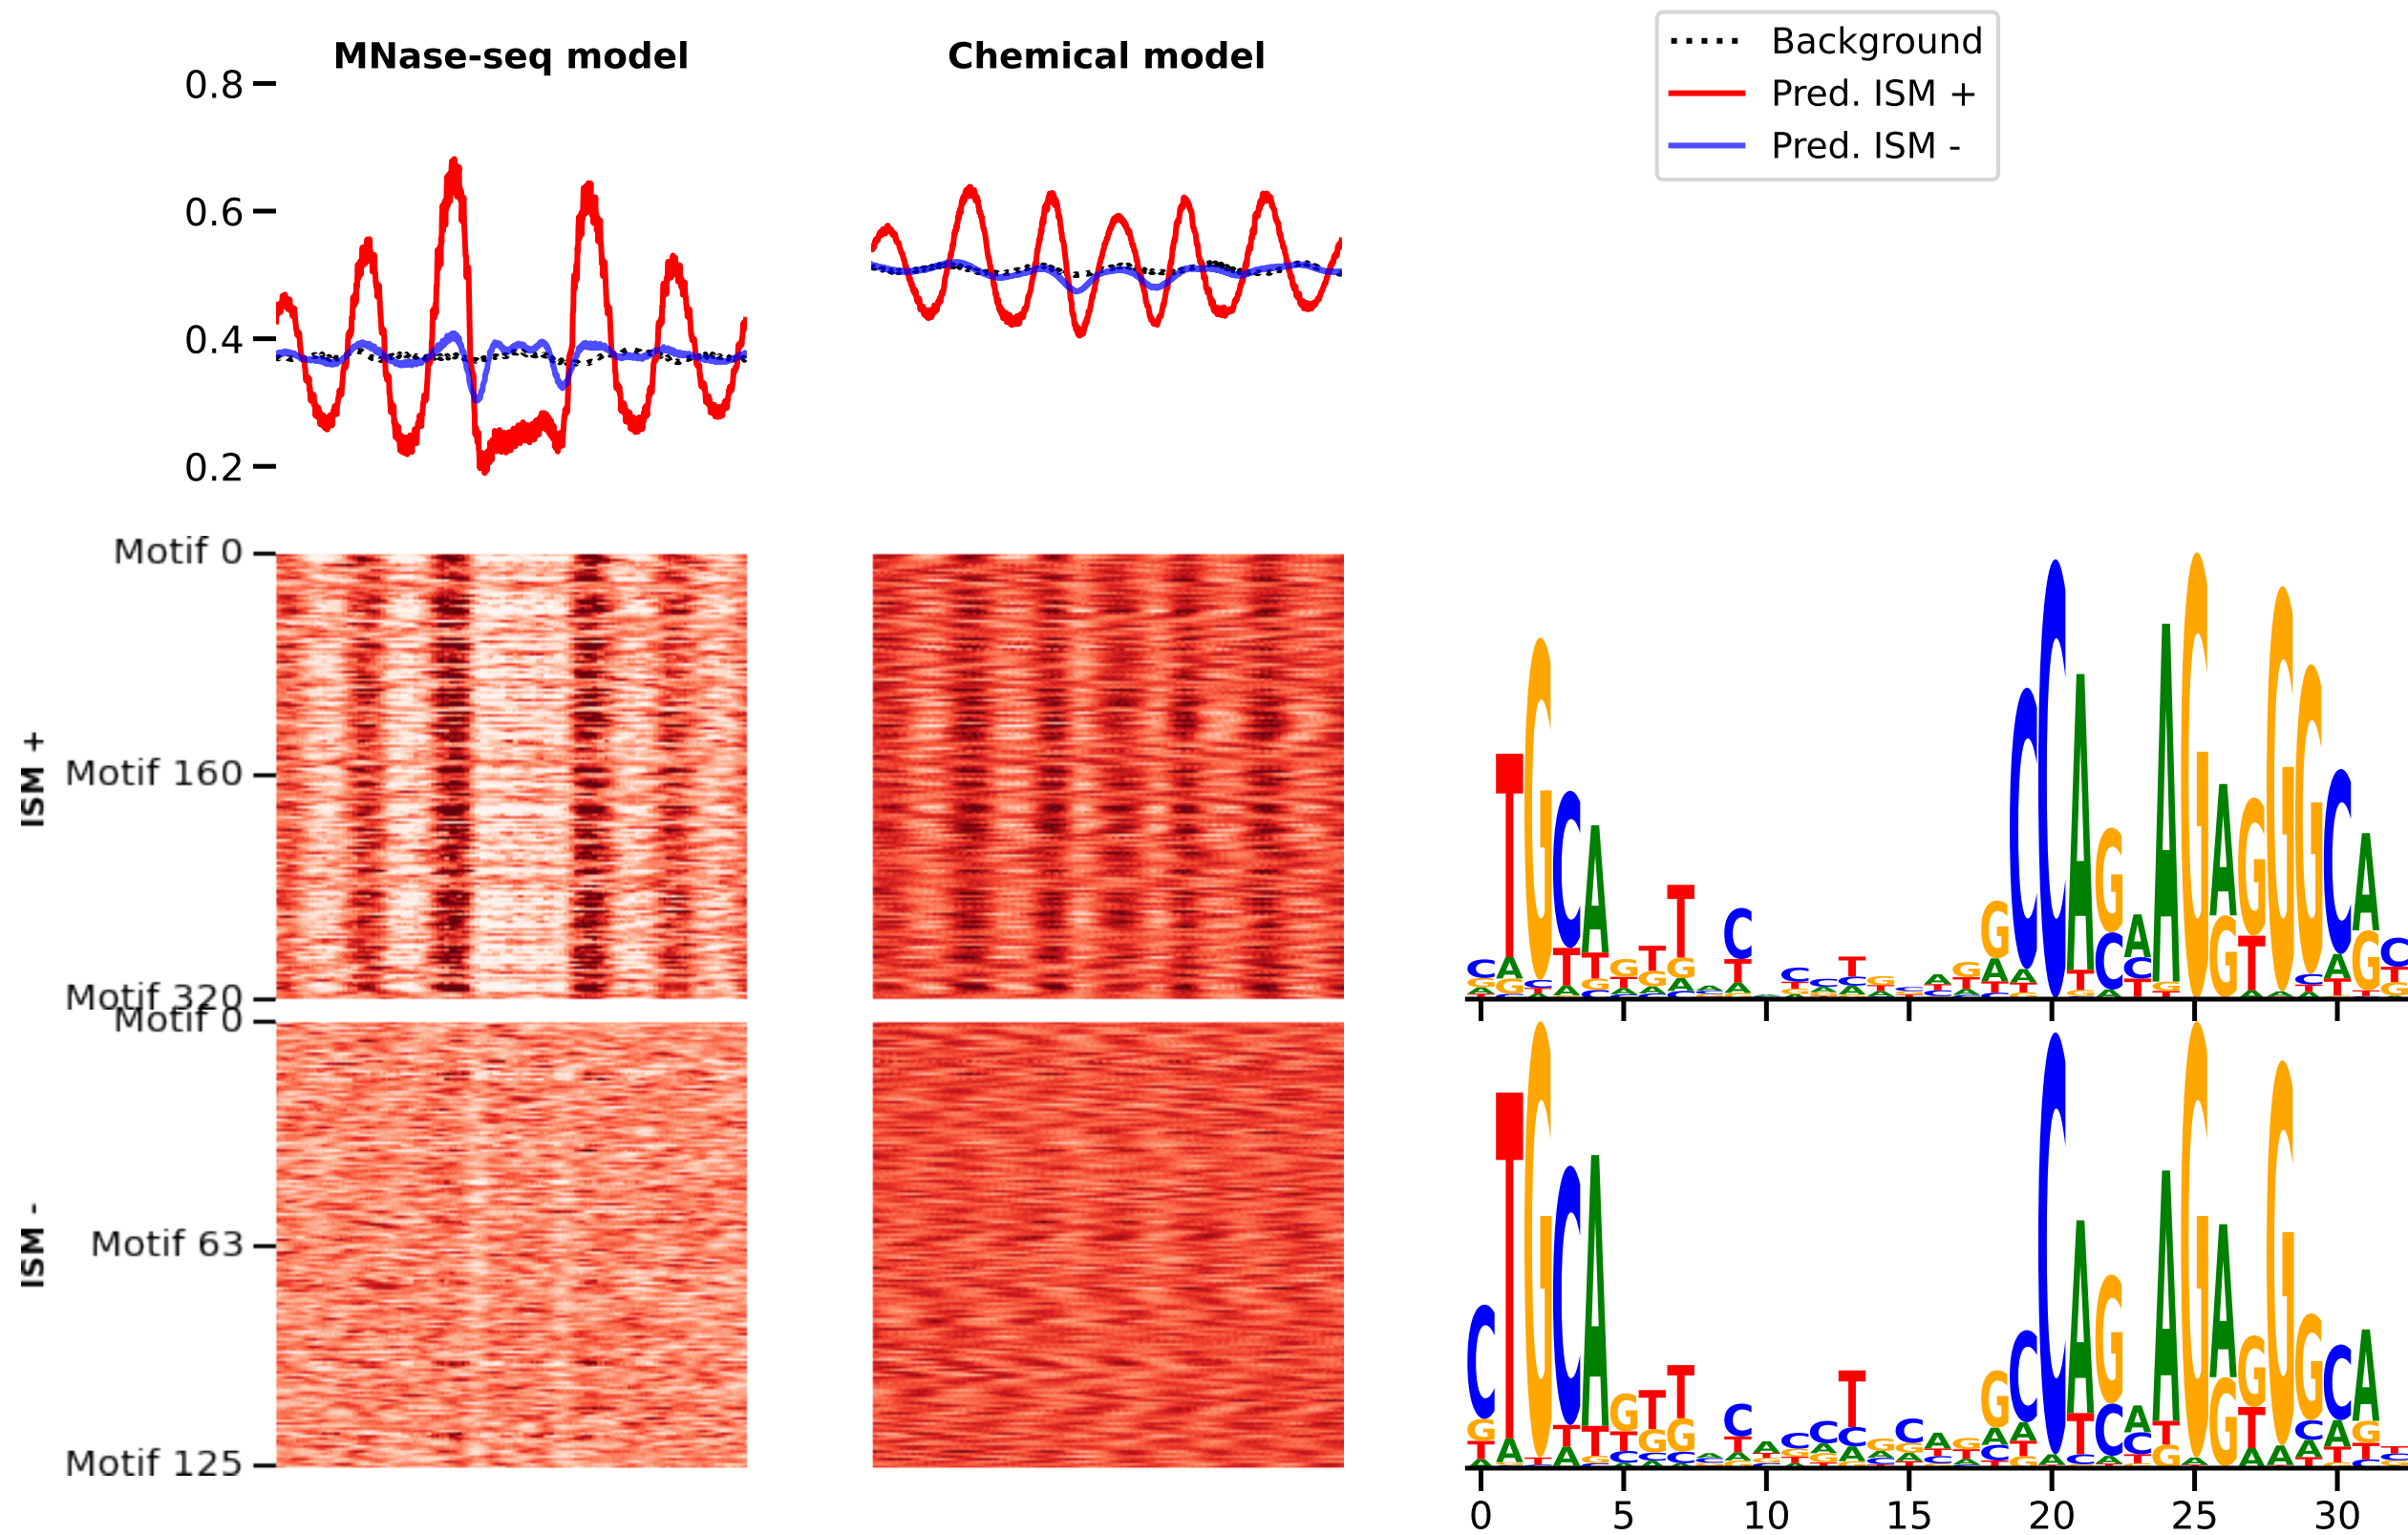 MNase-seq model
Chemical model
Background
Pred. ISM +
Pred. ISM -
0.8
0.6
0.4
0.2
Motif 0
Motif 160
Motif 320
ISM +
Motif 0
Motif 63
Motif 125
ISM -
0 5 10 15 20 25 30